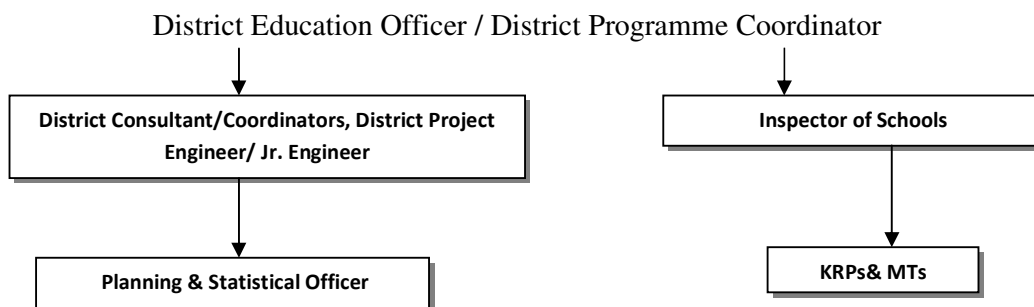 District Education Officer / District Programme Coordinator
District Consultant/Coordinators, District Project
Engineer/ Jr. Engineer
Inspector of Schools
Planning & Statistical Officer
KRPs& MTs